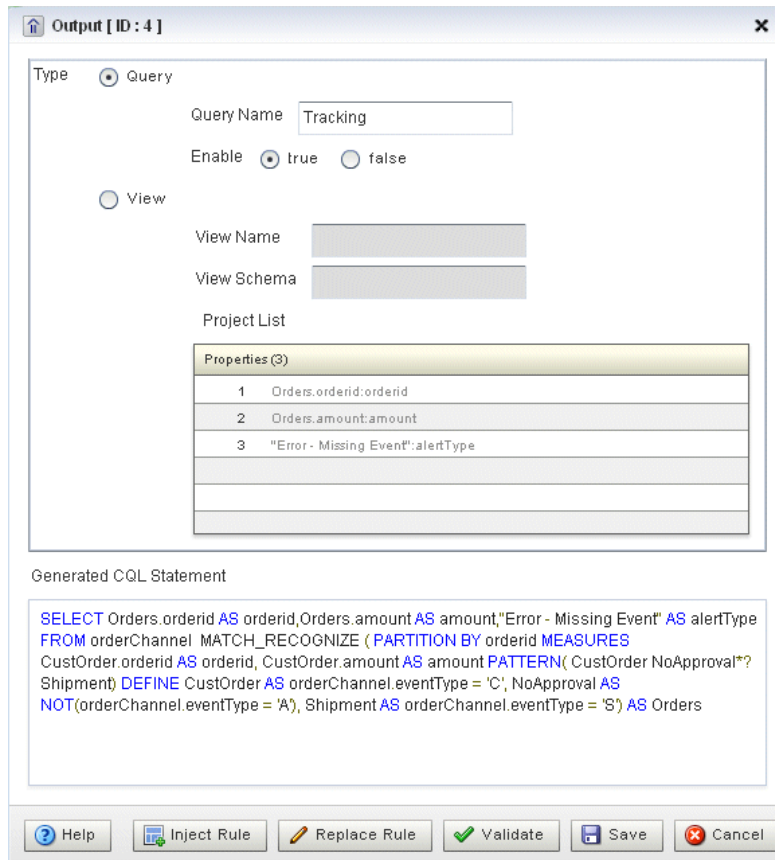 Output [ ID : 4 ]
Type Query
Query Name Tracking
Enable true false
View
View Name
View Schema
Project List
Properties (3)
1 Orders.orderid:orderid
2 Orders.amount:amount
3 "Error - Missing Event":alertType
Generated CQL Statement
SELECT Orders.orderid AS orderid,Orders.amount AS amount,"Error - Missing Event" AS alertType
FROM orderChannel MATCH_RECOGNIZE ( PARTITION BY orderid MEASURES
CustOrder.orderid AS orderid, CustOrder.amount AS amount PATTERN( CustOrder NoApproval*?
Shipment) DEFINE CustOrder AS orderChannel.eventType = 'C', NoApproval AS
NOT(orderChannel.eventType = 'A'), Shipment AS orderChannel.eventType = 'S') AS Orders
Help Inject Rule Replace Rule Validate Save Cancel